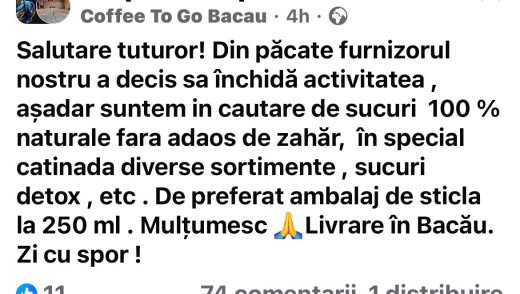 Coffee To Go Bacau · 4h ·
Salutare tuturor! Din păcate furnizorul
nostru a decis sa închidă activitatea ,
așadar suntem in cautare de sucuri 100 %
naturale fara adaos de zahăr, în special
catinada diverse sortimente , sucuri
detox , etc . De preferat ambalaj de sticla
la 250 ml . Mulțumesc 🙏Livrare în Bacău.
Zi cu spor !
11 74 comentarii 1 distribuire